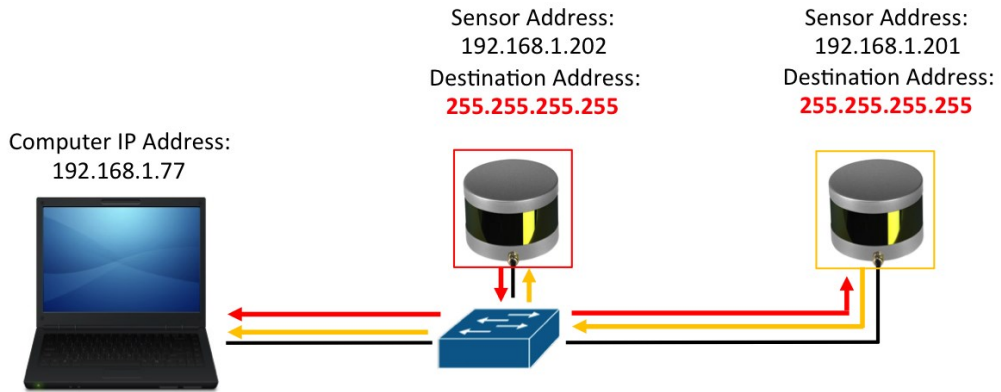 Sensor Address:
192.168.1.202
Destination Address:
255.255.255.255
Sensor Address:
192.168.1.201
Destination Address:
255.255.255.255
Computer IP Address:
192.168.1.77